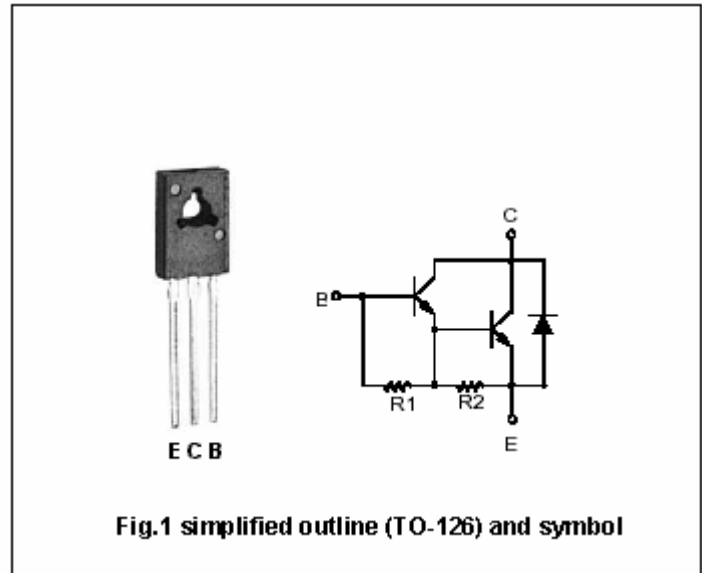 C
B
R1 R2
E
E C B
Fig.1 simplified outline (TO-126) and symbol